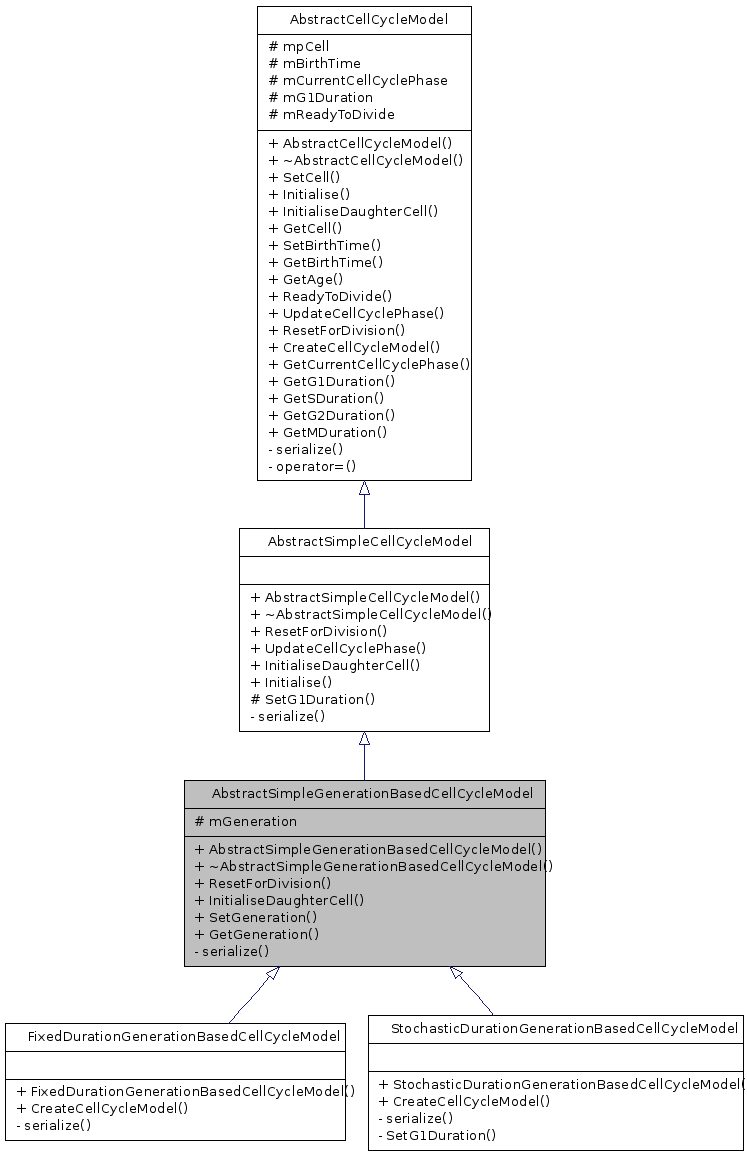 AbstractCellCycleModel
# mpCell
# mBirthTime
# mCurrentCellCyclePhase
# mG1Duration
# mReadyToDivide
+ AbstractCellCycleModel()
+ ~AbstractCellCycleModel()
+ SetCell()
+ Initialise()
+ InitialiseDaughterCell()
+ GetCell()
+ SetBirthTime()
+ GetBirthTime()
+ GetAge()
+ ReadyToDivide()
+ UpdateCellCyclePhase()
+ ResetForDivision()
+ CreateCellCycleModel()
+ GetCurrentCellCyclePhase()
+ GetG1Duration()
+ GetSDuration()
+ GetG2Duration()
+ GetMDuration()
- serialize()
- operator=()
AbstractSimpleCellCycleModel
+ AbstractSimpleCellCycleModel()
+ ~AbstractSimpleCellCycleModel()
+ ResetForDivision()
+ UpdateCellCyclePhase()
+ InitialiseDaughterCell()
+ Initialise()
# SetG1Duration()
- serialize()
AbstractSimpleGenerationBasedCellCycleModel
# mGeneration
+ AbstractSimpleGenerationBasedCellCycleModel()
+ ~AbstractSimpleGenerationBasedCellCycleModel()
+ ResetForDivision()
+ InitialiseDaughterCell()
+ SetGeneration()
+ GetGeneration()
- serialize()
FixedDurationGenerationBasedCellCycleModel
+ FixedDurationGenerationBasedCellCycleModel()
+ CreateCellCycleModel()
- serialize()
StochasticDurationGenerationBasedCellCycleModel
+ StochasticDurationGenerationBasedCellCycleModel(
+ CreateCellCycleModel()
- serialize()
- SetG1Duration()